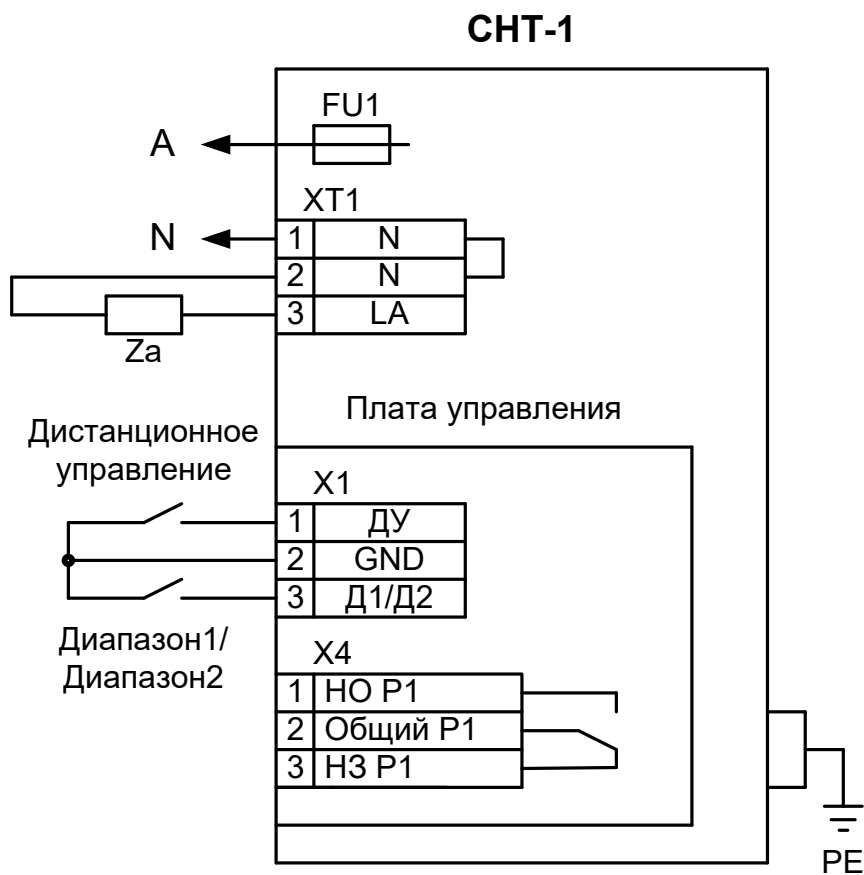 СНТ-1
FU1
A
XT1
N
1 N
2 N
3 LA
Za
Плата управления
Дистанционное
управление
X1
1 ДУ
2 GND
3 Д1/Д2
Диапазон1/
Диапазон2
X4
1 НО Р1
2 Общий Р1
3 НЗ Р1
PE